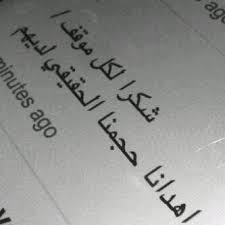 ago
شكرا لكل موقف /
اهدانا حجمنا الحقيقي لديهم
minutes ago